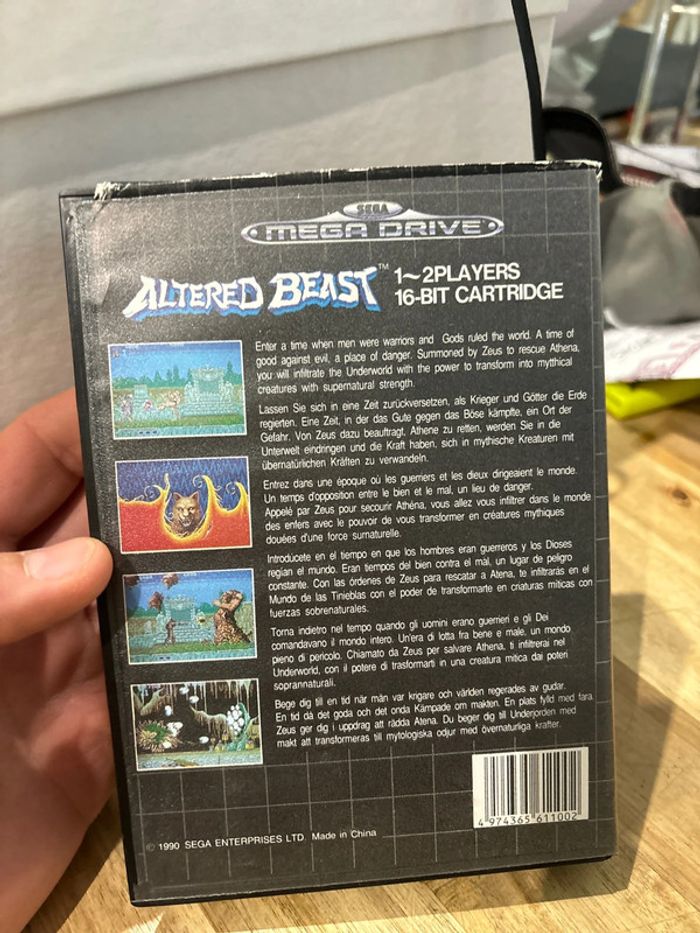 SEGA
MEGA DRIVE
ALTERED BEAST™
1~2PLAYERS
16-BIT CARTRIDGE
Enter a time when men were warriors and Gods ruled the world. A time of
good against evil, a place of danger. Summoned by Zeus to rescue Athena,
you will infiltrate the Underworld with the power to transform into mytthical
creatures with supernatural strength.
Lassen Sie sich in eine Zeit zurückversetzen, als Krieger und Götter die Erde
regierten. Eine Zeit, in der das Gute gegen das Böse kämpfte, ein Ort der
Gefahr. Von Zeus dazu beauftragt, Athene zu retten, werden Sie in die
Unterwelt eindringen und die Kraft haben, sich in mythische Kreaturen mit
übernatürlichen Kräften zu verwandeln.
Entrez dans une époque où les guerriers et les dieux dirigeaient le monde.
Un temps d'opposition entre le bien et le mal, un lieu de danger.
Appelé par Zeus pour secourir Athéna, vous allez vous infiltrer dans le monde
des enfers avec le pouvoir de vous transformer en créatures mythiques
douées d'une force surnaturelle.
Introdúcete en el tiempo en que los hombres eran guerreros y los Dioses
regían el mundo. Eran tiempos del bien contra el mal, un lugar de peligro
constante. Con las órdenes de Zeus para rescatar a Atena, te infiltrarás en el
Mundo de las Tinieblas con el poder de transformarte en criaturas míticas con
fuerzas sobrenaturales.
Torna indietro nel tempo quando gli uomini erano guerrieri e gli Dei
comandavano il mondo intero. Un'era di lotta fra bene e male, un mondo
pieno di pericolo. Chiamato da Zeus per salvare Athena, ti infiltrerai nel
Underworld, con il potere di trasformarti in una creatura mitica dai poteri
soprannaturali.
Bege dig till en tid när män var krigare och världen regerades av gudar.
En tid då det goda och det onda Kämpade om makten. En plats fylld med fara.
Zeus ger dig i uppdrag att rädda Atena. Du beger dig till Underjorden med
makt att transformeras till mytologiska odjur med övernaturliga krafter.
4 974365 611002
© 1990 SEGA ENTERPRISES LTD. Made in China